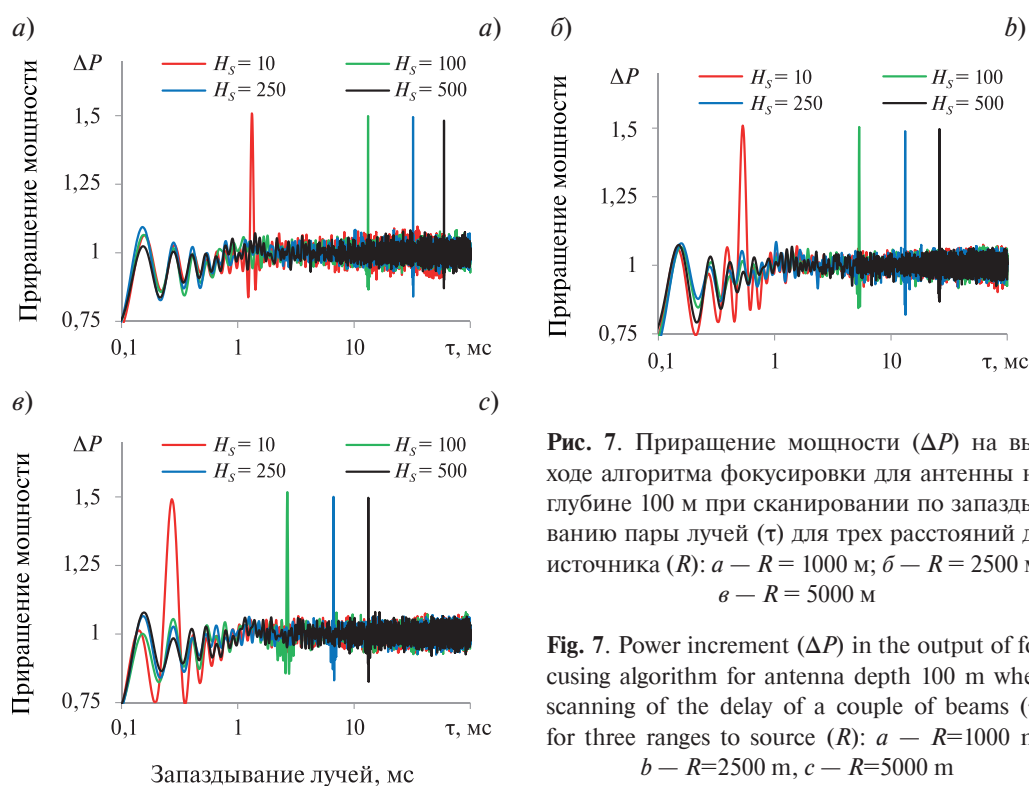 а)
a)
Приращение мощности
ΔP
H_S = 10
H_S = 100
H_S = 250
H_S = 500
1,5
1,25
1
0,75
0,1
1
10
τ, мс
б)
b)
Приращение мощности
ΔP
H_S = 10
H_S = 100
H_S = 250
H_S = 500
1,5
1,25
1
0,75
0,1
1
10
τ, мс
в)
c)
Приращение мощности
ΔP
H_S = 10
H_S = 100
H_S = 250
H_S = 500
1,5
1,25
1
0,75
0,1
1
10
τ, мс
Запаздывание лучей, мс
Рис. 7. Приращение мощности (ΔP) на вы-
ходе алгоритма фокусировки для антенны н
глубине 100 м при сканировании по запазды-
ванию пары лучей (τ) для трех расстояний д
источника (R): а — R = 1000 м; б — R = 2500 м
в — R = 5000 м
Fig. 7. Power increment (ΔP) in the output of fo-
cusing algorithm for antenna depth 100 m whe
scanning of the delay of a couple of beams (
for three ranges to source (R): a — R=1000 m
b — R=2500 m, c — R=5000 m